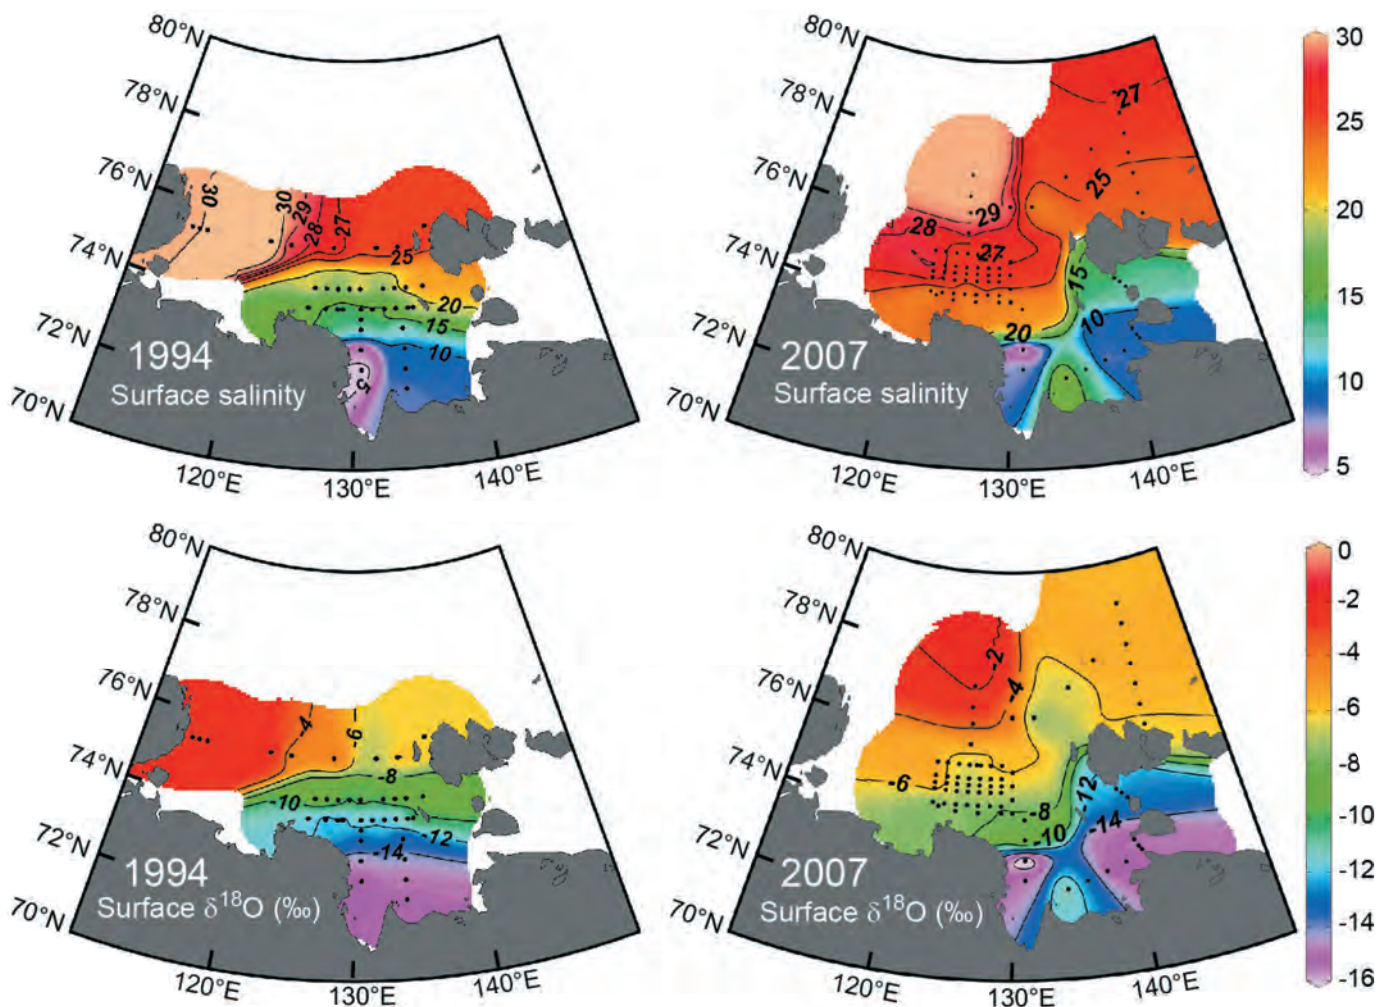 80°N
78°N
76°N
74°N
72°N
70°N
30
30
29
28
27
25
20
15
10
5
1994
Surface salinity
120°E
130°E
140°E
80°N
78°N
76°N
74°N
72°N
70°N
27
25
28
29
27
15
20
10
2007
Surface salinity
120°E
130°E
140°E
30
25
20
15
10
5
80°N
78°N
76°N
74°N
72°N
70°N
-4
-6
-8
-10
-12
-14
1994
Surface δ¹⁸O (‰)
120°E
130°E
140°E
80°N
78°N
76°N
74°N
72°N
70°N
-2
-4
-6
-8
-10
-12
-14
2007
Surface δ¹⁸O (‰)
120°E
130°E
140°E
0
-2
-4
-6
-8
-10
-12
-14
-16